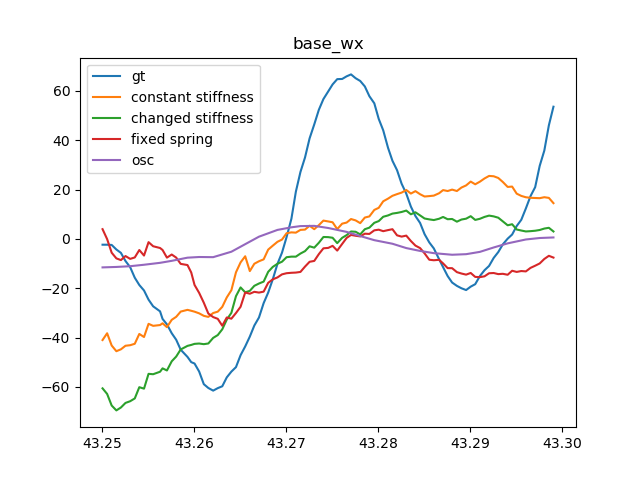 base_wx
gt
constant stiffness
changed stiffness
fixed spring
osc
60
40
20
0
−20
−40
−60
43.25 43.26 43.27 43.28 43.29 43.30